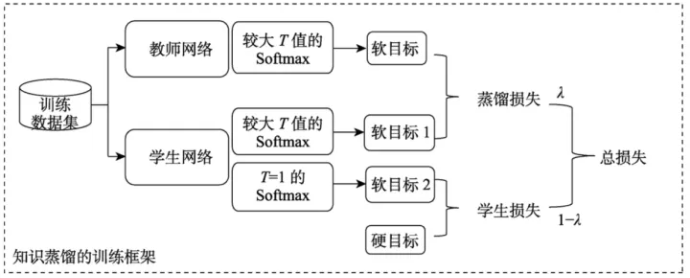 教师网络
较大 T 值的
Softmax
软目标
训练
数据集
蒸馏损失
λ
学生网络
较大 T 值的
Softmax
软目标 1
总损失
T=1 的
Softmax
软目标 2
学生损失
1−λ
硬目标
知识蒸馏的训练框架